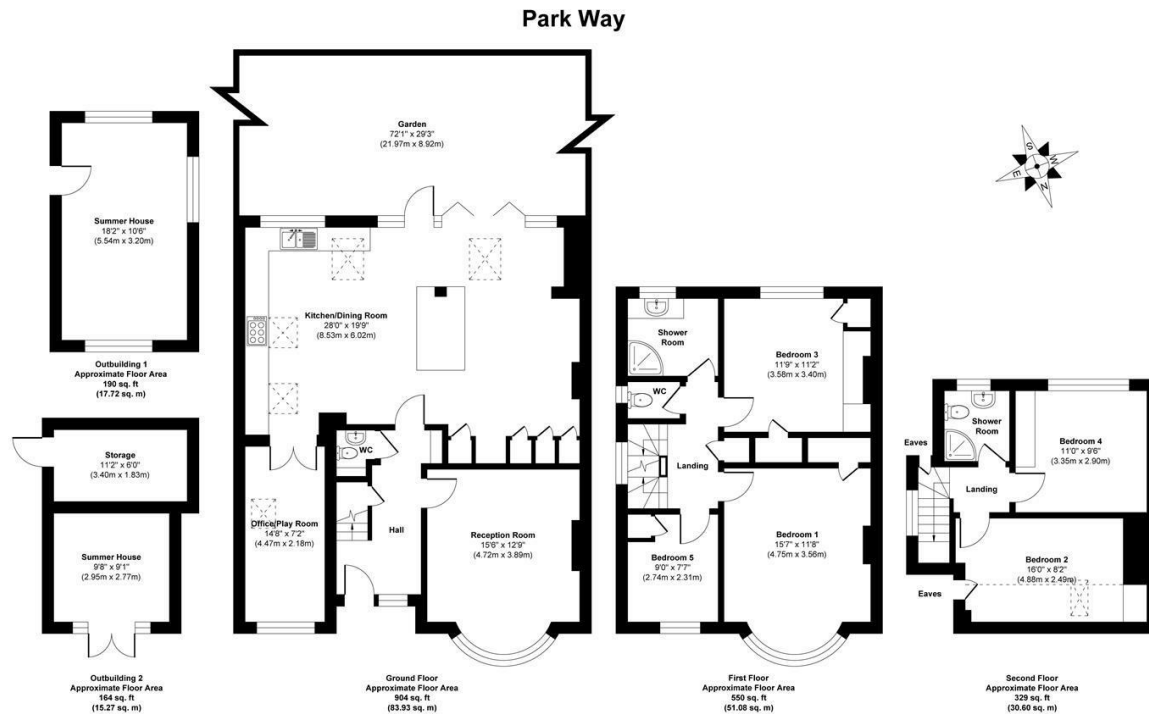 Park Way
Garden
72'1" x 29'3"
(21.97m x 8.92m)
S
W
E
N
Summer House
18'2" x 10'6"
(5.54m x 3.20m)
Outbuilding 1
Approximate Floor Area
190 sq. ft
(17.72 sq. m)
Kitchen/Dining Room
28'0" x 19'9"
(8.53m x 6.02m)
Storage
11'2" x 6'0"
(3.40m x 1.83m)
Summer House
9'8" x 9'1"
(2.95m x 2.77m)
Outbuilding 2
Approximate Floor Area
164 sq. ft
(15.27 sq. m)
WC
Office/Play Room
14'8" x 7'2"
(4.47m x 2.18m)
Hall
Reception Room
15'6" x 12'9"
(4.72m x 3.89m)
Ground Floor
Approximate Floor Area
904 sq. ft
(83.93 sq. m)
Shower
Room
Bedroom 3
11'9" x 11'2"
(3.58m x 3.40m)
WC
Landing
Bedroom 5
9'0" x 7'7"
(2.74m x 2.31m)
Bedroom 1
15'7" x 11'8"
(4.75m x 3.56m)
First Floor
Approximate Floor Area
550 sq. ft
(51.08 sq. m)
Shower
Room
Bedroom 4
11'0" x 9'6"
(3.35m x 2.90m)
Eaves
Landing
Bedroom 2
16'0" x 8'2"
(4.88m x 2.49m)
Eaves
Second Floor
Approximate Floor Area
329 sq. ft
(30.60 sq. m)